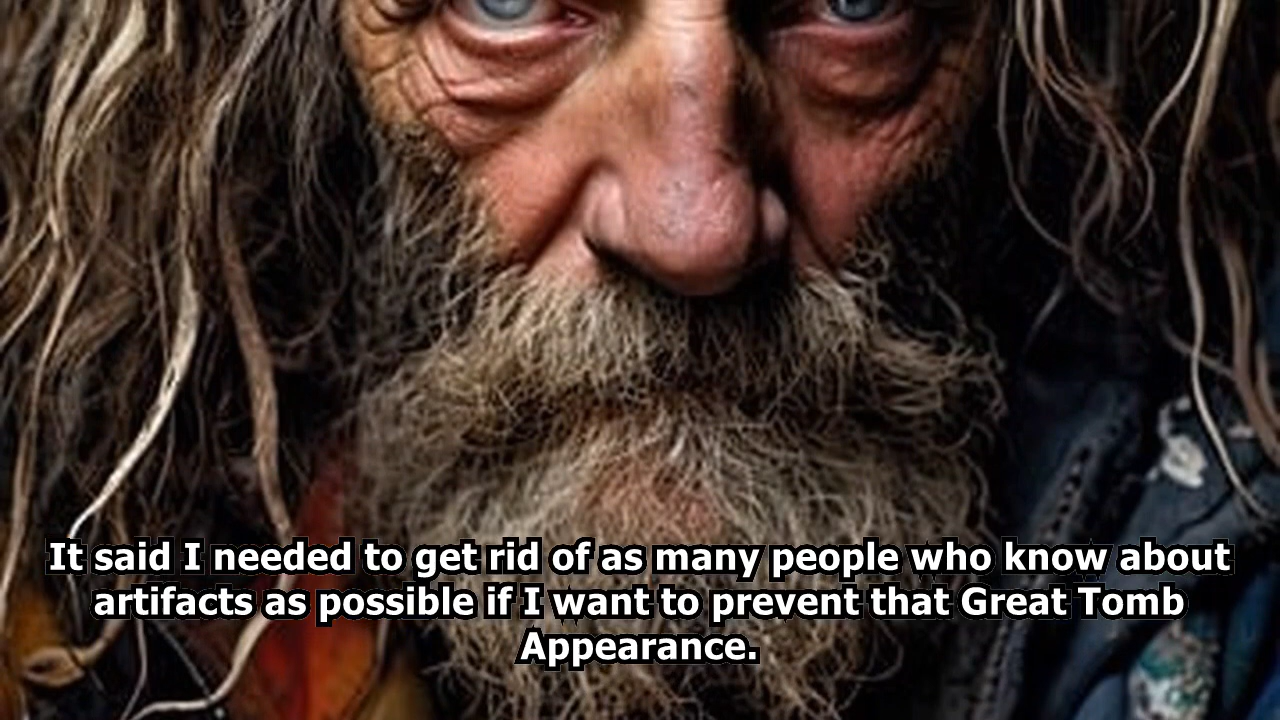 It said I needed to get rid of as many people who know about
artifacts as possible if I want to prevent that Great Tomb
Appearance.